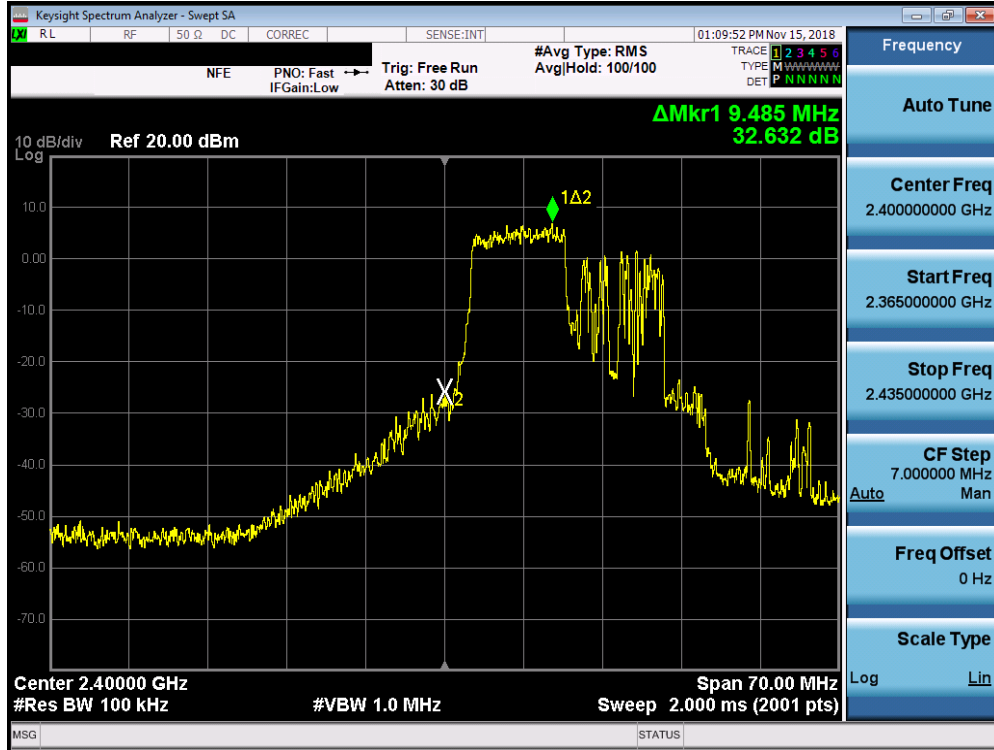 Keysight Spectrum Analyzer - Swept SA
LXI RL RF 50 Ω DC CORREC SENSE:INT 01:09:52 PM Nov 15, 2018
NFE PNO: Fast Trig: Free Run #Avg Type: RMS TRACE 1 2 3 4 5 6
IFGain:Low Atten: 30 dB Avg|Hold: 100/100 TYPE M WWWWW
DET P N N N N N
ΔMkr1 9.485 MHz
32.632 dB
10 dB/div Ref 20.00 dBm
Log
1Δ2
10.0
0.00
-10.0
-20.0
X2
-30.0
-40.0
-50.0
-60.0
-70.0
Center 2.40000 GHz Span 70.00 MHz
#Res BW 100 kHz #VBW 1.0 MHz Sweep 2.000 ms (2001 pts)
MSG STATUS
Frequency
Auto Tune
Center Freq
2.400000000 GHz
Start Freq
2.365000000 GHz
Stop Freq
2.435000000 GHz
CF Step
7.000000 MHz
Auto Man
Freq Offset
0 Hz
Scale Type
Log Lin